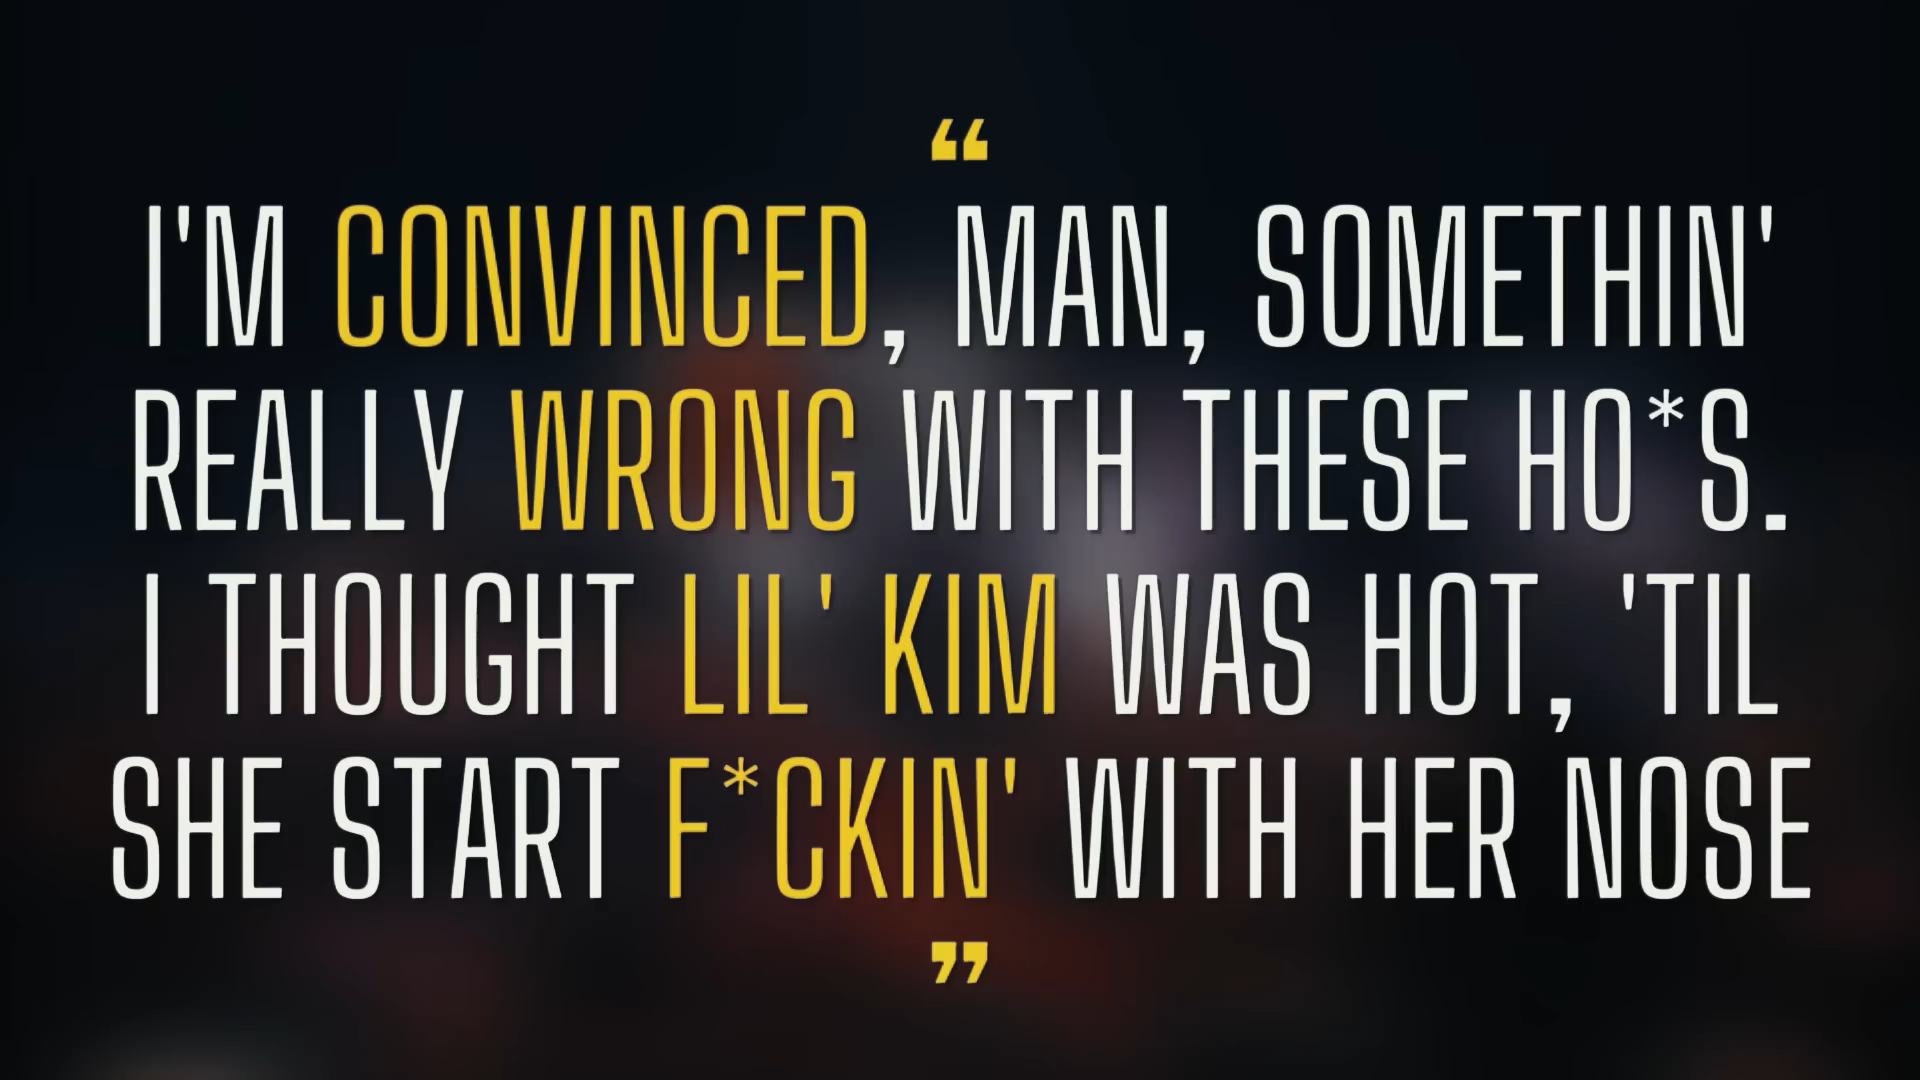 “
I'M CONVINCED, MAN, SOMETHIN'
REALLY WRONG WITH THESE HO*S.
I THOUGHT LIL' KIM WAS HOT, 'TIL
SHE START F*CKIN' WITH HER NOSE
”